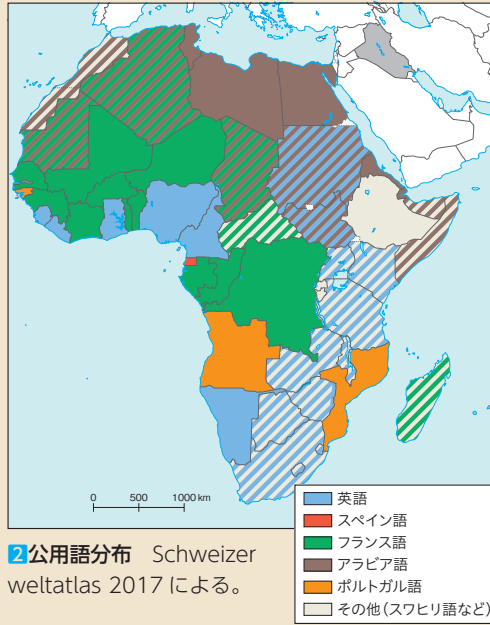 0 500 1000km
英語
スペイン語
フランス語
アラビア語
ポルトガル語
その他(スワヒリ語など)
2公用語分布 Schweizer
weltatlas 2017 による。